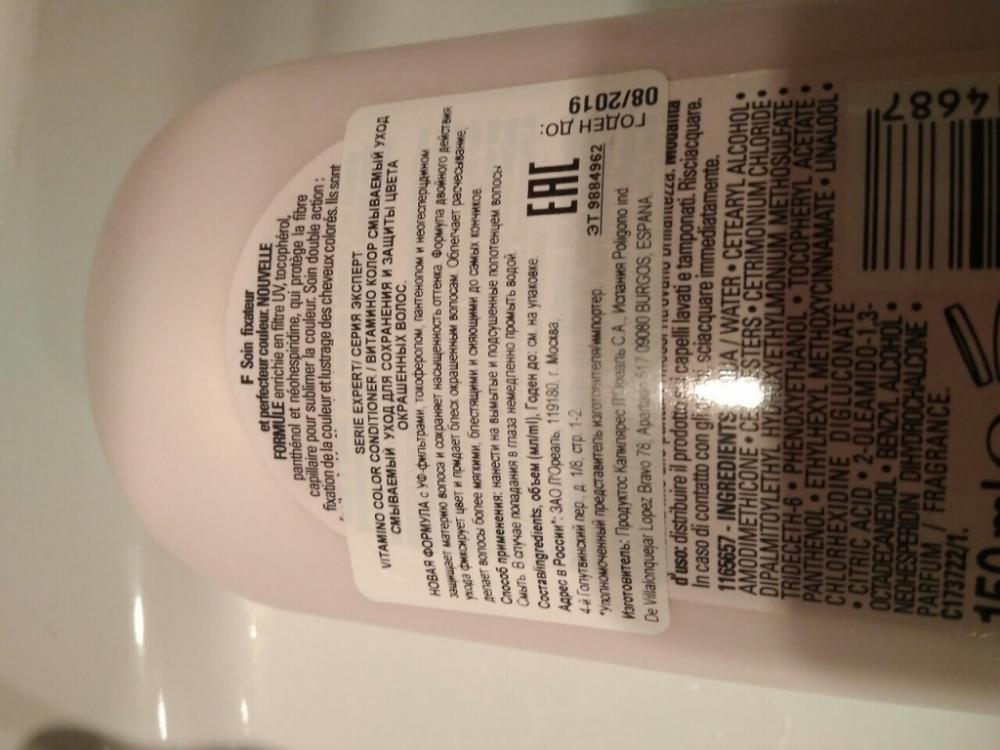 F Soin fixateur
et perfecteur couleur. NOUVELLE
FORMULE enrichie en filtre UV, tocophérol,
panthénol et néohespiridine, qui protège la fibre
capillaire pour sublimer la couleur. Soin double action :
fixation de la couleur et lustrage des cheveux colorés. Ils sont
SERIE EXPERT/ СЕРИЯ ЭКСПЕРТ
VITAMINO COLOR CONDITIONER / ВИТАМИНО КОЛОР СМЫВАЕМЫЙ УХОД
СМЫВАЕМЫЙ УХОД ДЛЯ СОХРАНЕНИЯ И ЗАЩИТЫ ЦВЕТА
ОКРАШЕННЫХ ВОЛОС.
НОВАЯ ФОРМУЛА с УФ-фильтрами, токоферолом, пантенолом и неогесперидином
защищает материю волоса и сохраняет насыщенность оттенка. Формула двойного действия
ухода фиксирует цвет и придает блеск окрашенным волосам. Облегчает расчесывание,
делает волосы более мягкими, блестящими и сияющими до самых кончиков.
Способ применения: нанести на вымытые и подсушенные полотенцем волосы
Смыть. В случае попадания в глаза немедленно промыть водой.
Состав/ingredients, объем (мл/ml), Годен до: см. на упаковке.
Адрес в России*: ЗАО Л'Ореаль, 119180, г. Москва,
4-й Голутвинский пер., д. 1/8, стр. 1-2.
*Уполномоченный представитель изготовителя/импортер.
Изготовитель: Продуктос Капилярес Л'Ореаль С.А., Испания Poligono ind
De Villalonquejar Lopez Bravo 78, Apartado 617 09080 BURGOS, ESPANA
EAC
ЭТ 9884962
ГОДЕН ДО:
08/2019
d'uso: distribuire il prodotto capelli lavati e tamponati. Risciacquare.
In caso di contatto con gli sciacquare immediatamente.
1165657 - INGREDIENTS / WATER • CETEARYL ALCOHOL •
AMODIMETHICONE • ESTERS • CETRIMONIUM CHLORIDE •
DIPALMITOYLETHYL HYDROXYETHYLMONIUM METHOSULFATE •
TRIDECETH-6 • PHENOXYETHANOL • TOCOPHERYL ACETATE •
PANTHENOL • ETHYLHEXYL METHOXYCINNAMATE • LINALOOL •
CHLORHEXIDINE DIGLUCONATE
• CITRIC ACID • 2-OLEAMIDO-1,3-
OCTADECANEDIOL • BENZYL ALCOHOL •
NEOHESPERIDIN DIHYDROCHALCONE •
PARFUM / FRAGRANCE.
C173722/1.
4687